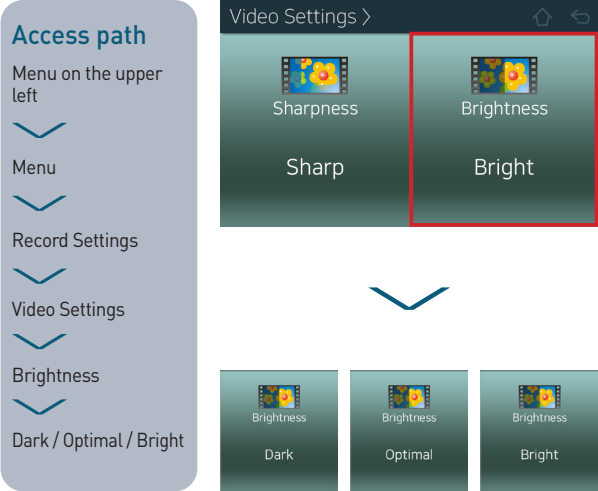 Access path
Menu on the upper
left
Menu
Record Settings
Video Settings
Brightness
Dark / Optimal / Bright
Video Settings
Sharpness
Sharp
Brightness
Bright
Brightness
Dark
Brightness
Optimal
Brightness
Bright